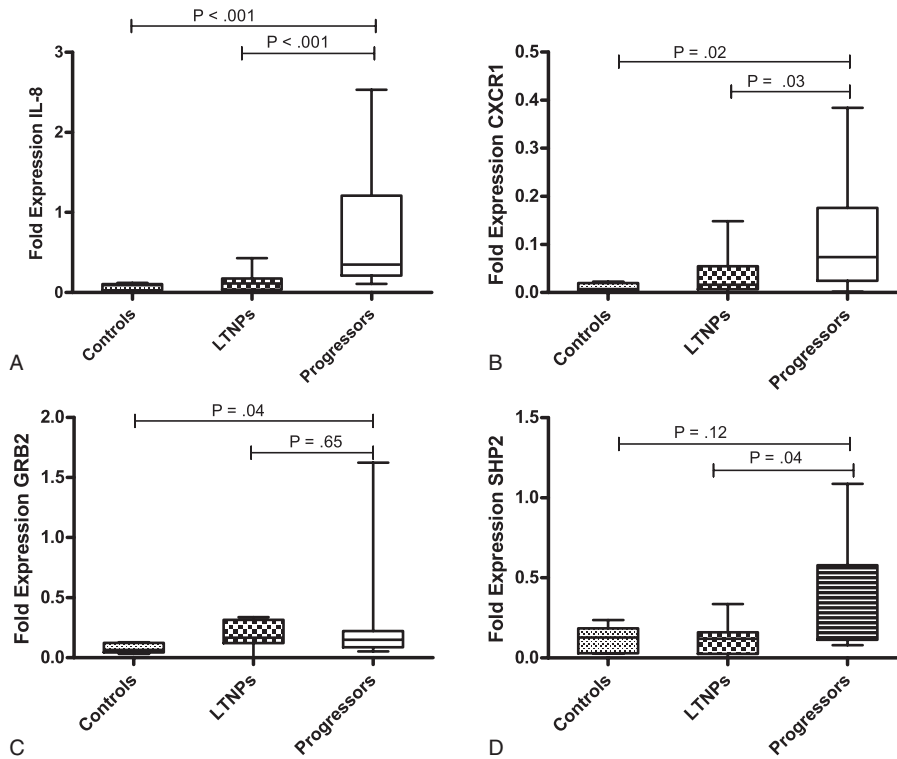 P < .001
P < .001
Fold Expression IL-8
3
2
1
0
Controls
LTNPs
Progressors
A
P = .02
P = .03
Fold Expression CXCR1
0.5
0.4
0.3
0.2
0.1
0.0
Controls
LTNPs
Progressors
B
P = .04
P = .65
Fold Expression GRB2
2.0
1.5
1.0
0.5
0.0
Controls
LTNPs
Progressors
C
P = .12
P = .04
Fold Expression SHP2
1.5
1.0
0.5
0.0
Controls
LTNPs
Progressors
D